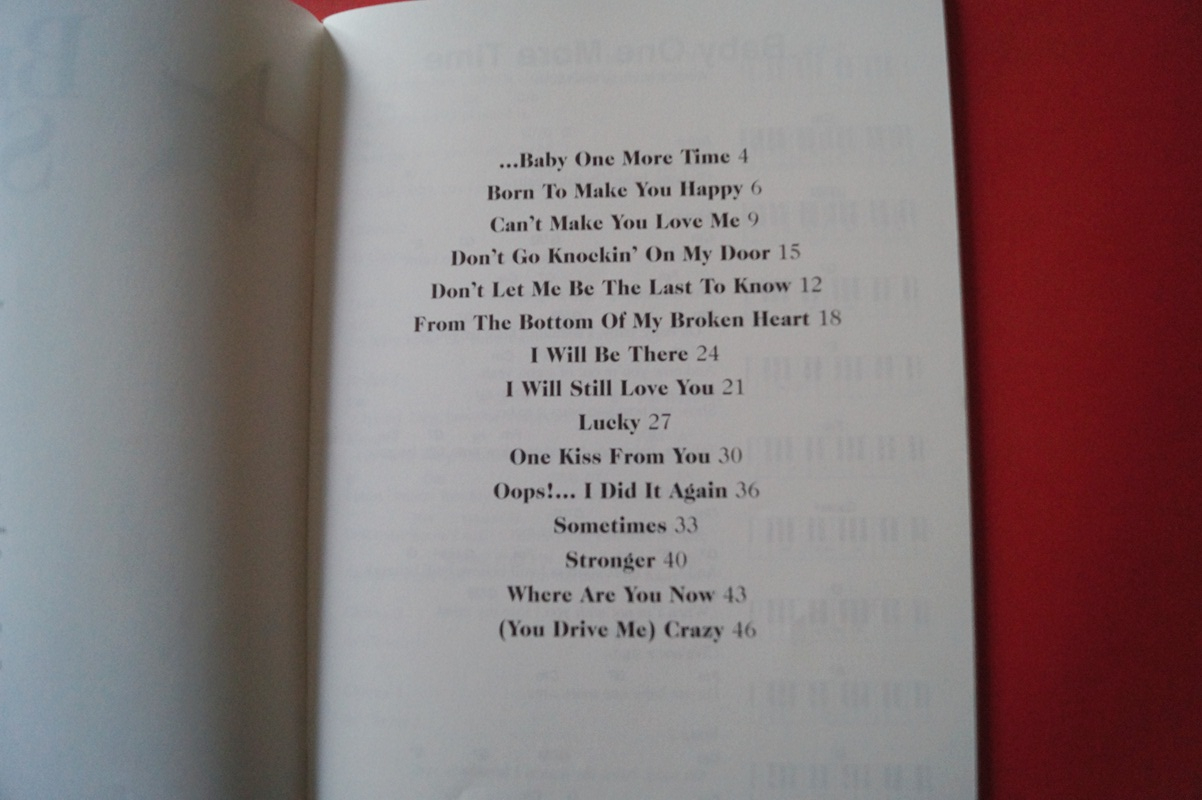 ...Baby One More Time 4
Born To Make You Happy 6
Can't Make You Love Me 9
Don't Go Knockin' On My Door 15
Don't Let Me Be The Last To Know 12
From The Bottom Of My Broken Heart 18
I Will Be There 24
I Will Still Love You 21
Lucky 27
One Kiss From You 30
Oops!... I Did It Again 36
Sometimes 33
Stronger 40
Where Are You Now 43
(You Drive Me) Crazy 46